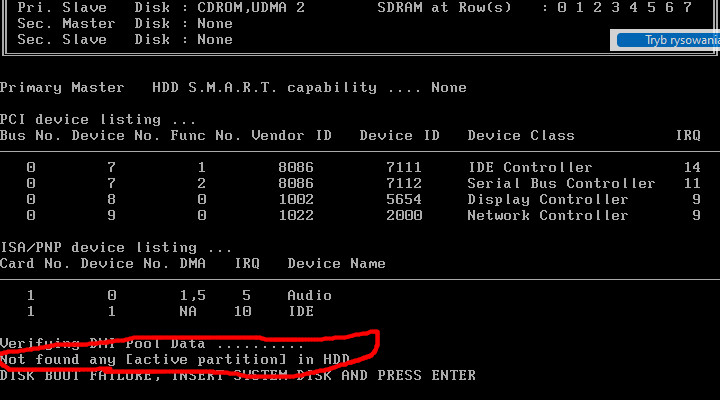 Pri. Slave Disk : CDROM,UDMA 2 SDRAM at Row(s) : 0 1 2 3 4 5 6 7
Sec. Master Disk : None
Sec. Slave Disk : None
Tryb rysowania
Primary Master HDD S.M.A.R.T. capability .... None
PCI device listing ...
Bus No. Device No. Func No. Vendor ID Device ID Device Class IRQ
0 7 1 8086 7111 IDE Controller 14
0 7 2 8086 7112 Serial Bus Controller 11
0 8 0 1002 5654 Display Controller 9
0 9 0 1022 2000 Network Controller 9
ISA/PNP device listing ...
Card No. Device No. DMA IRQ Device Name
1 0 1,5 5 Audio
1 1 NA 10 IDE
Verifying DMI Pool Data ..........
Not found any [active partition] in HDD
DISK BOOT FAILURE, INSERT SYSTEM DISK AND PRESS ENTER